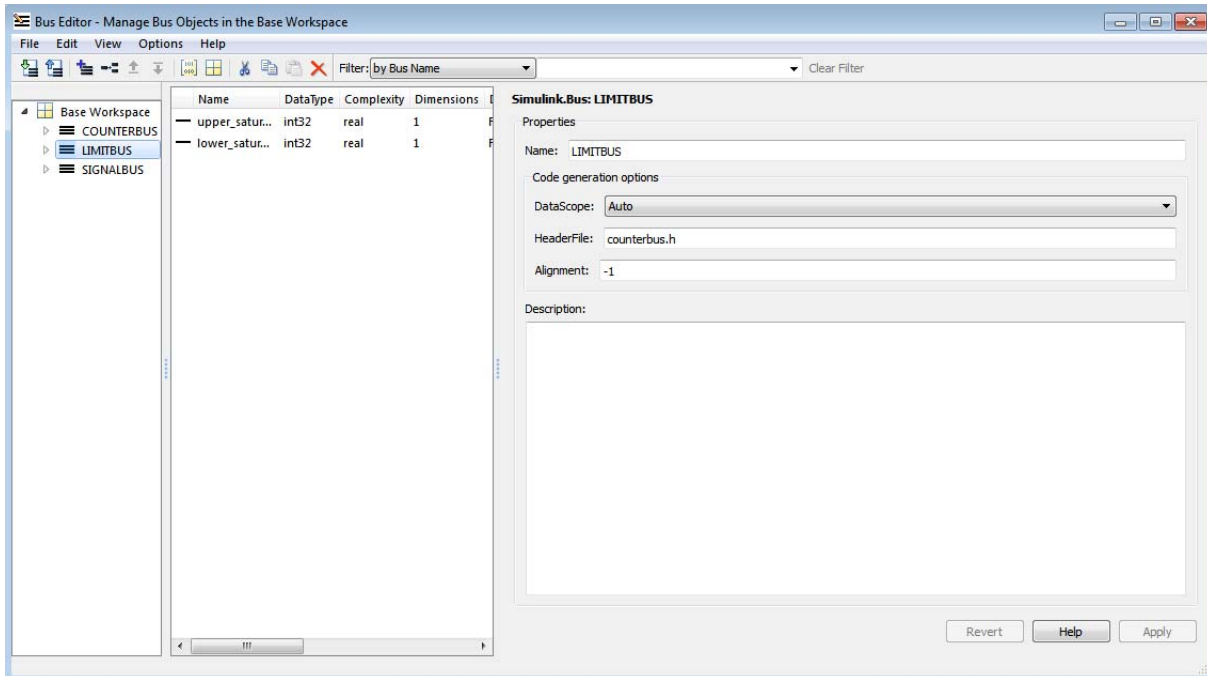 Bus Editor - Manage Bus Objects in the Base Workspace
File Edit View Options Help
Filter: by Bus Name Clear Filter
Base Workspace
COUNTERBUS
LIMITBUS
SIGNALBUS
Name DataType Complexity Dimensions
upper_satur... int32 real 1 F
lower_satur... int32 real 1 F
Simulink.Bus: LIMITBUS
Properties
Name: LIMITBUS
Code generation options
DataScope: Auto
HeaderFile: counterbus.h
Alignment: -1
Description:
Revert Help Apply